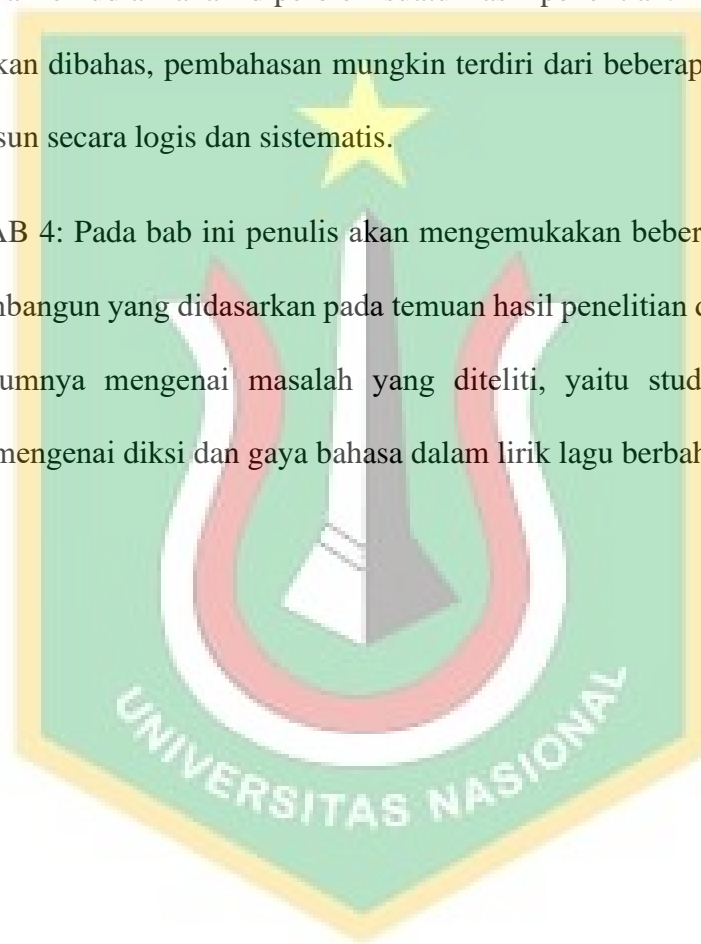 kan dibahas, pembahasan mungkin terdiri dari beberap
sun secara logis dan sistematis.
AB 4: Pada bab ini penulis akan mengemukakan beber
mbangun yang didasarkan pada temuan hasil penelitian
umnya mengenai masalah yang diteliti, yaitu stud
mengenai diksi dan gaya bahasa dalam lirik lagu berbah
UNIVERSITAS NASIONAL